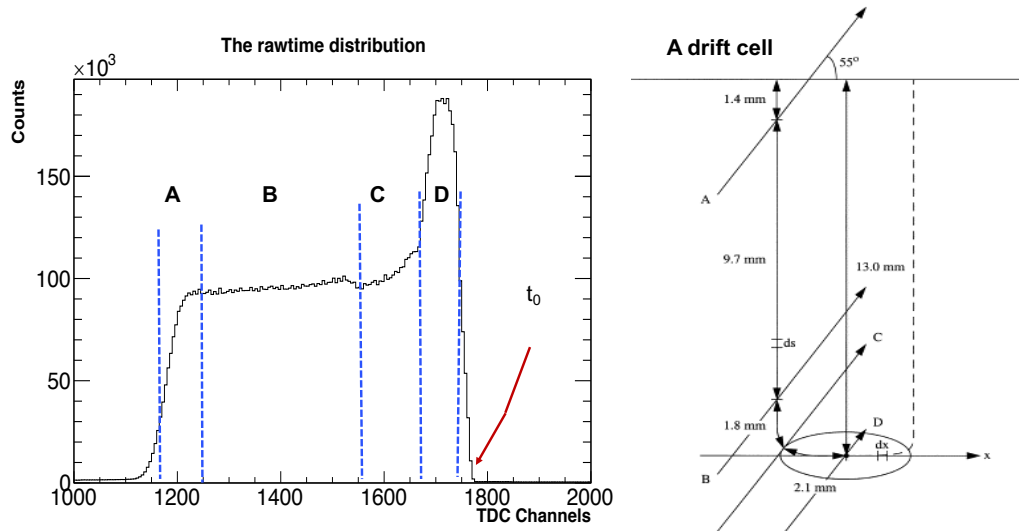 The rawtime distribution
×10³
Counts
150
100
50
0
A
B
C
D
t₀
1000
1200
1400
1600
1800
2000
TDC Channels
A drift cell
55°
1.4 mm
A
9.7 mm
13.0 mm
C
ds
1.8 mm
D
dx
x
B
2.1 mm